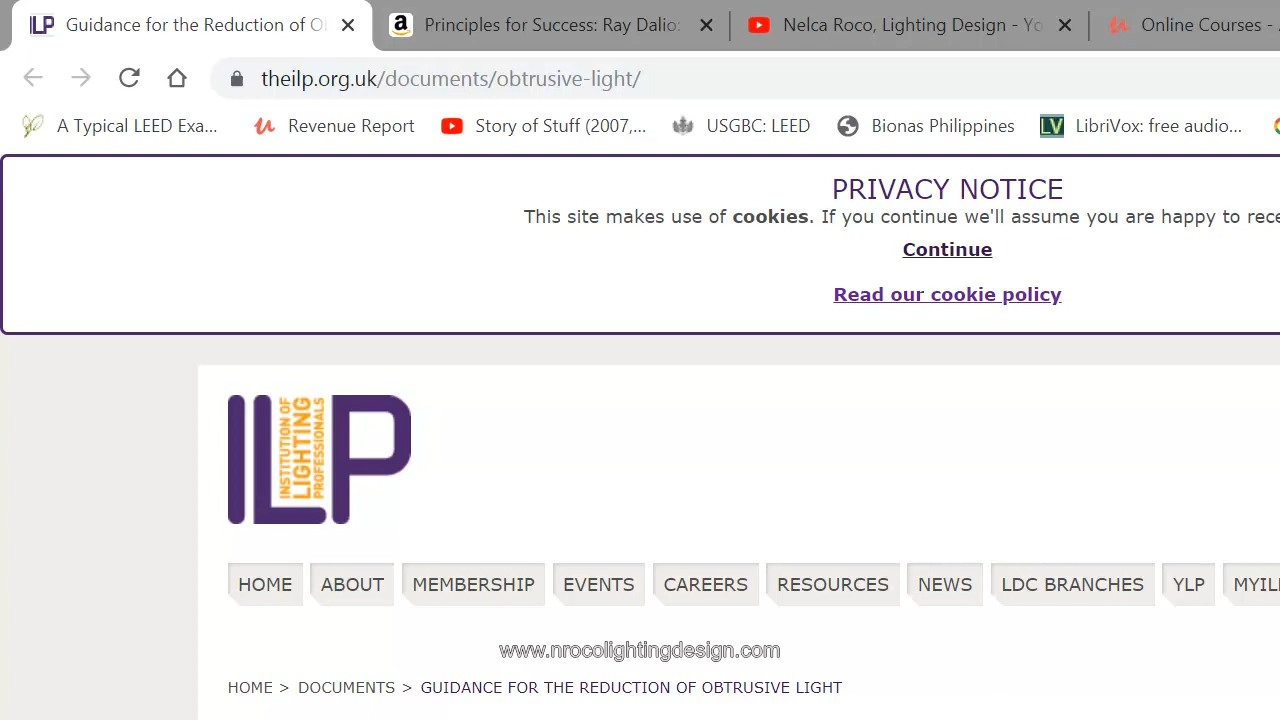 Guidance for the Reduction of O
Principles for Success: Ray Dalio:
Nelca Roco, Lighting Design - Yo
Online Courses -
theilp.org.uk/documents/obtrusive-light/
A Typical LEED Exa...
Revenue Report
Story of Stuff (2007,...
USGBC: LEED
Bionas Philippines
LV
LibriVox: free audio...
PRIVACY NOTICE
This site makes use of cookies. If you continue we'll assume you are happy to rece
Continue
Read our cookie policy
ILP
INSTITUTION OF
LIGHTING
PROFESSIONALS
HOME
ABOUT
MEMBERSHIP
EVENTS
CAREERS
RESOURCES
NEWS
LDC BRANCHES
YLP
MYIL
www.nrocolightingdesign.com
HOME > DOCUMENTS > GUIDANCE FOR THE REDUCTION OF OBTRUSIVE LIGHT